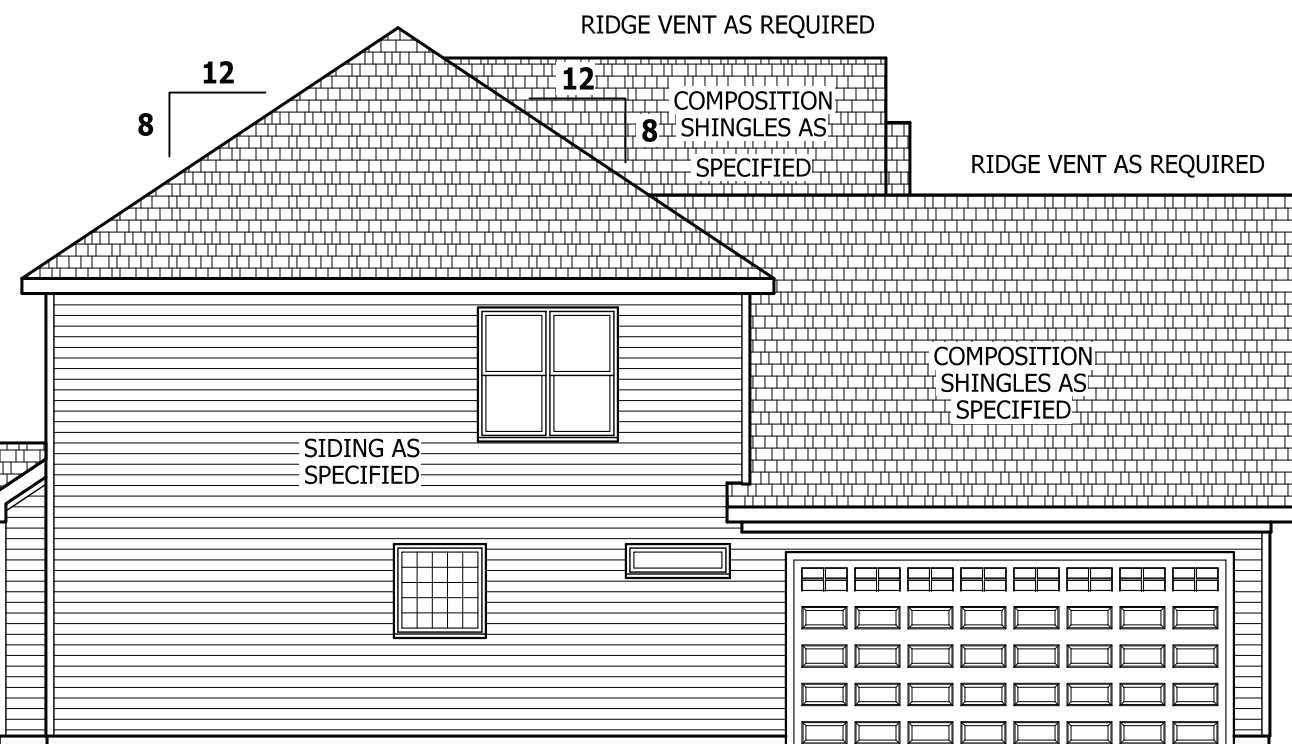 RIDGE VENT AS REQUIRED
12
8
12
8
COMPOSITION
SHINGLES AS
SPECIFIED
RIDGE VENT AS REQUIRED
COMPOSITION
SHINGLES AS
SPECIFIED
SIDING AS
SPECIFIED